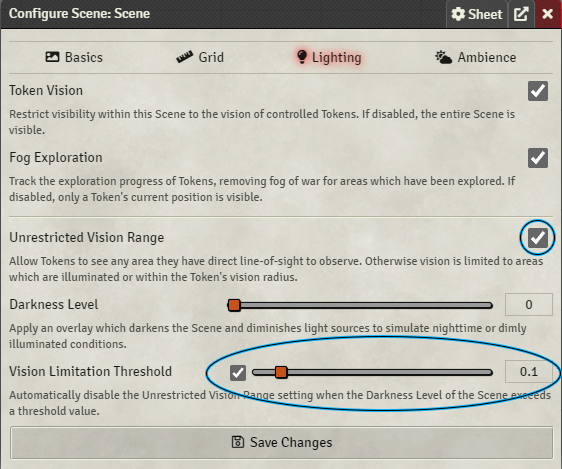 Configure Scene: Scene
Sheet
Basics
Grid
Lighting
Ambience
Token Vision
Restrict visibility within this Scene to the vision of controlled Tokens. If disabled, the entire Scene is
visible.
Fog Exploration
Track the exploration progress of Tokens, removing fog of war for areas which have been explored. If
disabled, only a Token's current position is visible.
Unrestricted Vision Range
Allow Tokens to see any area they have direct line-of-sight to observe. Otherwise vision is limited to areas
which are illuminated or within the Token's vision radius.
Darkness Level
0
Apply an overlay which darkens the Scene and diminishes light sources to simulate nighttime or dimly
illuminated conditions.
Vision Limitation Threshold
0.1
Automatically disable the Unrestricted Vision Range setting when the Darkness Level of the Scene exceeds
a threshold value.
Save Changes